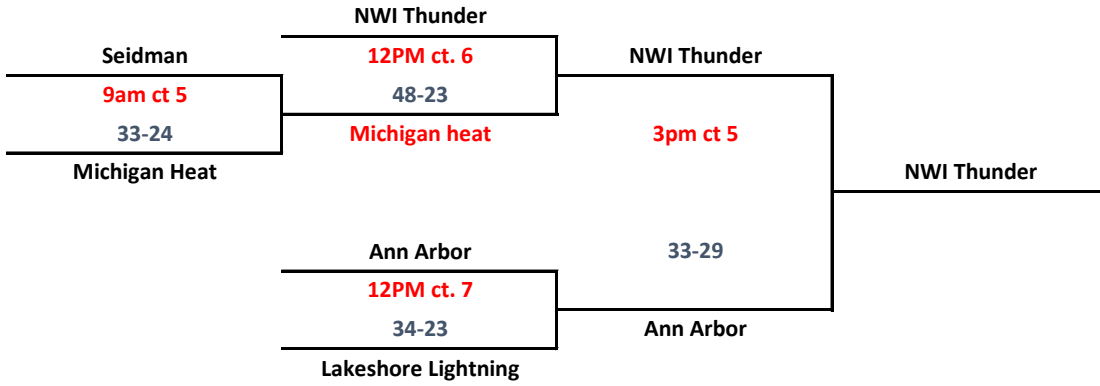 NWI Thunder
Seidman
12PM ct. 6
NWI Thunder
9am ct 5
48-23
33-24
Michigan heat
3pm ct 5
Michigan Heat
NWI Thunder
Ann Arbor
33-29
12PM ct. 7
34-23
Ann Arbor
Lakeshore Lightning